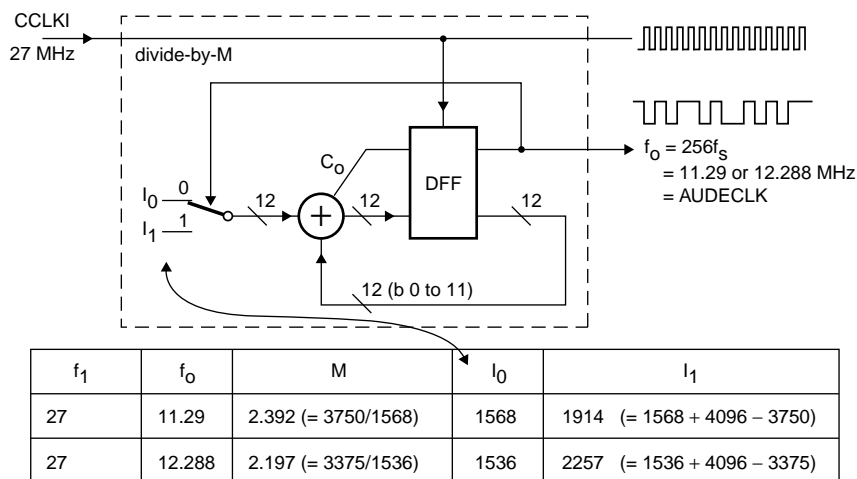 CCLKI
27 MHz
divide-by-M
Co
DFF
fo = 256fs
= 11.29 or 12.288 MHz
= AUDECLK
I0 0
I1 1
12
+
12
12
12 (b 0 to 11)
f1 fo M I0 I1
27 11.29 2.392 (= 3750/1568) 1568 1914 (= 1568 + 4096 – 3750)
27 12.288 2.197 (= 3375/1536) 1536 2257 (= 1536 + 4096 – 3375)